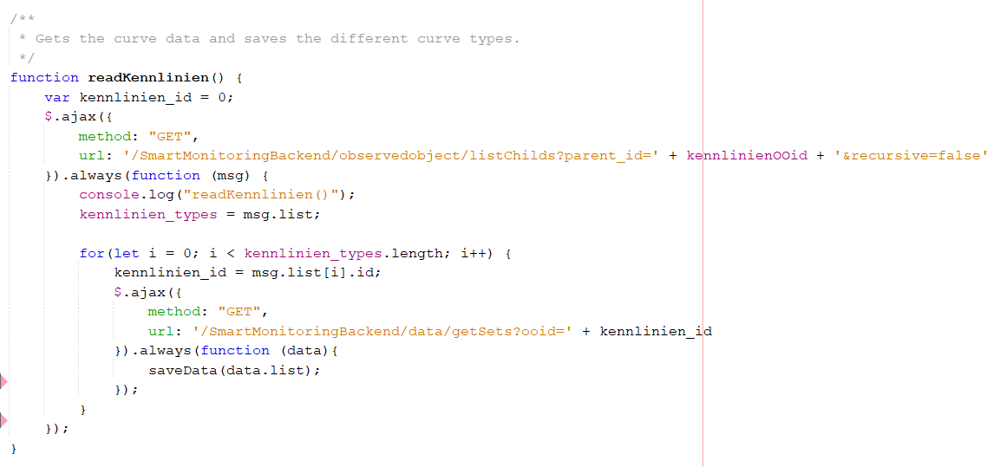 /**
 * Gets the curve data and saves the different curve types.
 */
function readKennlinien() {
    var kennlinien_id = 0;
    $.ajax({
        method: "GET",
        url: '/SmartMonitoringBackend/observedobject/listChilds?parent_id=' + kennlinienOOid + '&recursive=false'
    }).always(function (msg) {
        console.log("readKennlinien()");
        kennlinien_types = msg.list;

        for(let i = 0; i < kennlinien_types.length; i++) {
            kennlinien_id = msg.list[i].id;
            $.ajax({
                method: "GET",
                url: '/SmartMonitoringBackend/data/getSets?ooid=' + kennlinien_id
            }).always(function (data){
                saveData(data.list);
            });
        }
    });
}